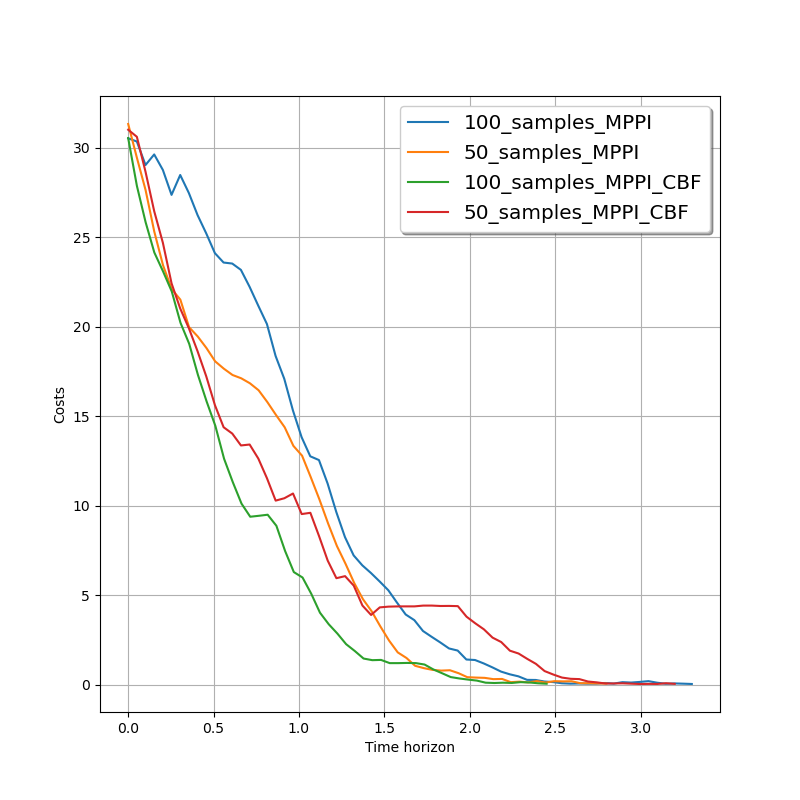 100_samples_MPPI
50_samples_MPPI
100_samples_MPPI_CBF
50_samples_MPPI_CBF
30
25
20
15
10
5
0
Costs
0.0 0.5 1.0 1.5 2.0 2.5 3.0
Time horizon